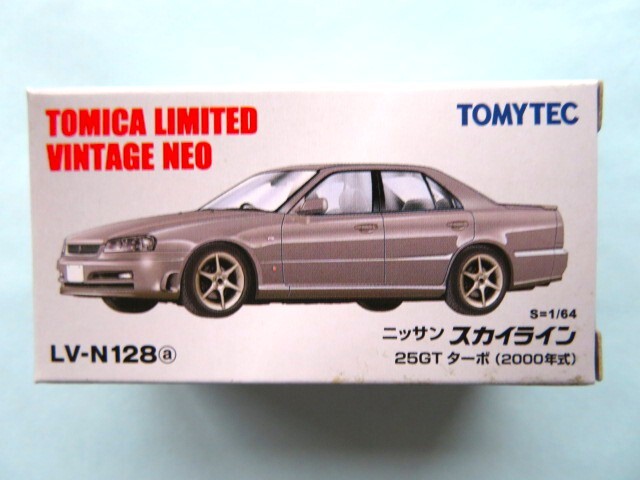 TOMICA LIMITED
VINTAGE NEO
TOMYTEC
S=1/64
LV-N128ⓐ
ニッサン スカイライン
25GT ターボ (2000年式)